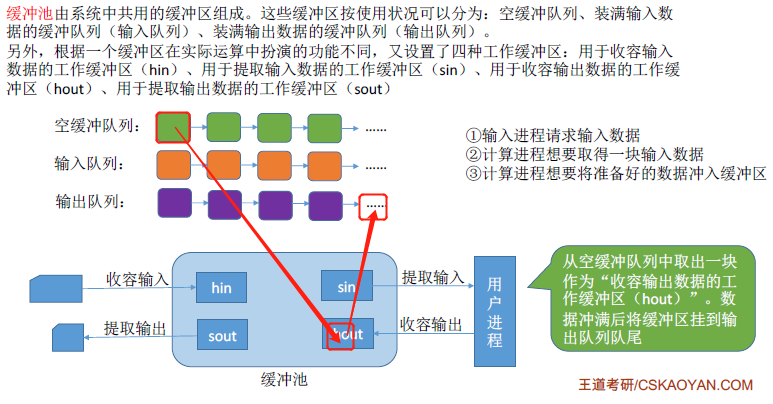 缓冲池由系统中共用的缓冲区组成。这些缓冲区按使用状况可以分为：空缓冲队列、装满输入数
据的缓冲队列（输入队列）、装满输出数据的缓冲队列（输出队列）。
另外，根据一个缓冲区在实际运算中扮演的功能不同，又设置了四种工作缓冲区：用于收容输入
数据的工作缓冲区（hin）、用于提取输入数据的工作缓冲区（sin）、用于收容输出数据的工作缓
冲区（hout）、用于提取输出数据的工作缓冲区（sout）
空缓冲队列：
......
输入队列：
......
输出队列：
......
①输入进程请求输入数据
②计算进程想要取得一块输入数据
③计算进程想要将准备好的数据冲入缓冲区
收容输入
提取输出
hin
sin
sout
hout
提取输入
收容输出
用户进程
缓冲池
从空缓冲队列中取出一块
作为“收容输出数据的工
作缓冲区（hout）”。数
据冲满后将缓冲区挂到输
出队列队尾
王道考研/CSKAOYAN.COM